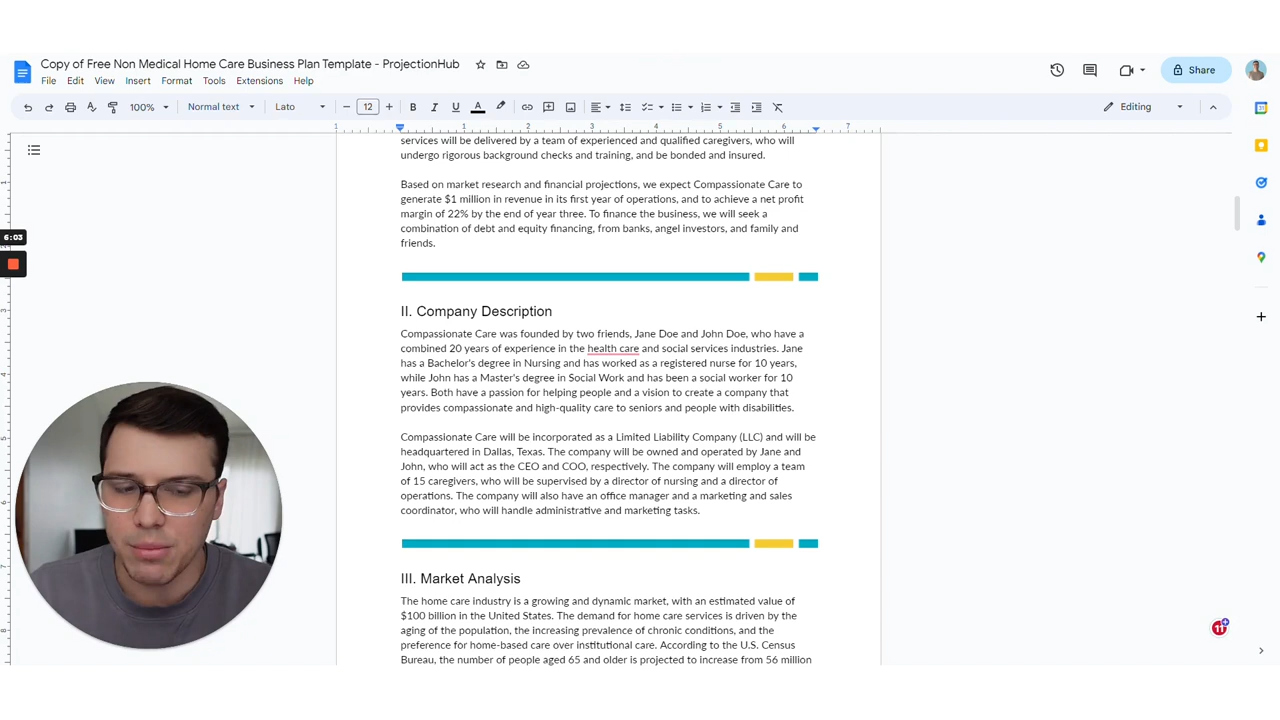 Copy of Free Non Medical Home Care Business Plan Template - ProjectionHub
File Edit View Insert Format Tools Extensions Help
Share
100% Normal text Lato 12 B I U A Editing
1 1 2 3 4 5 6 7
services will be delivered by a team of experienced and qualified caregivers, who will
undergo rigorous background checks and training, and be bonded and insured.
Based on market research and financial projections, we expect Compassionate Care to
generate $1 million in revenue in its first year of operations, and to achieve a net profit
margin of 22% by the end of year three. To finance the business, we will seek a
combination of debt and equity financing, from banks, angel investors, and family and
friends.
6:03
II. Company Description
Compassionate Care was founded by two friends, Jane Doe and John Doe, who have a
combined 20 years of experience in the health care and social services industries. Jane
has a Bachelor's degree in Nursing and has worked as a registered nurse for 10 years,
while John has a Master's degree in Social Work and has been a social worker for 10
years. Both have a passion for helping people and a vision to create a company that
provides compassionate and high-quality care to seniors and people with disabilities.
Compassionate Care will be incorporated as a Limited Liability Company (LLC) and will be
headquartered in Dallas, Texas. The company will be owned and operated by Jane and
John, who will act as the CEO and COO, respectively. The company will employ a team
of 15 caregivers, who will be supervised by a director of nursing and a director of
operations. The company will also have an office manager and a marketing and sales
coordinator, who will handle administrative and marketing tasks.
III. Market Analysis
The home care industry is a growing and dynamic market, with an estimated value of
$100 billion in the United States. The demand for home care services is driven by the
aging of the population, the increasing prevalence of chronic conditions, and the
preference for home-based care over institutional care. According to the U.S. Census
Bureau, the number of people aged 65 and older is projected to increase from 56 million
11